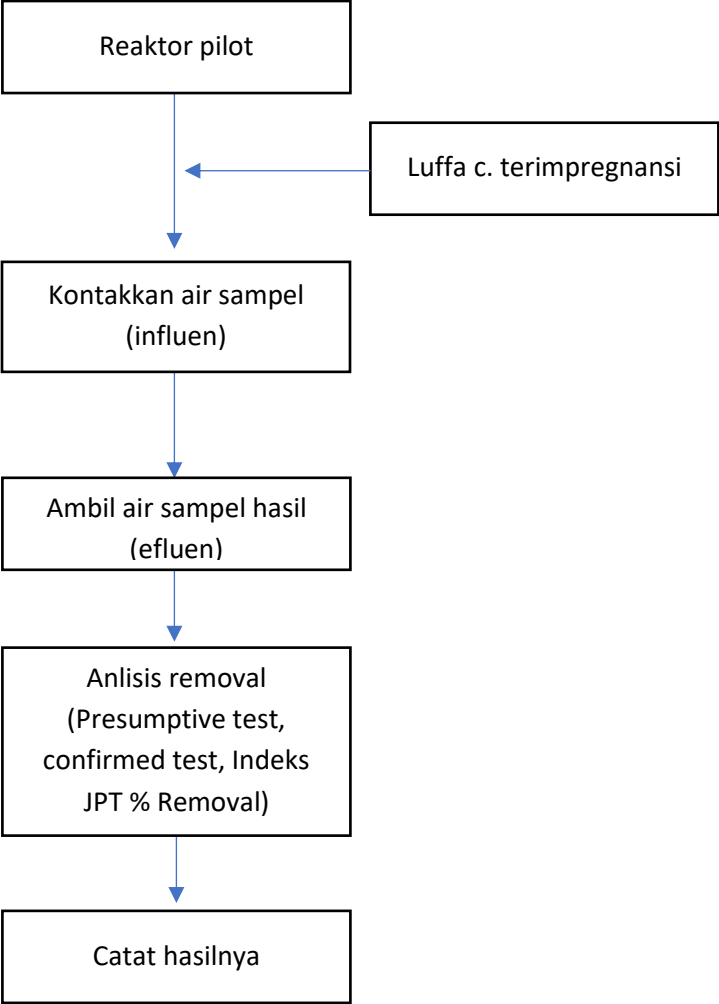 Reaktor pilot
Luffa c. terimpregnansi
Kontakkan air sampel
(influen)
Ambil air sampel hasil
(efluen)
Anlisis removal
(Presumptive test,
confirmed test, Indeks
JPT % Removal)
Catat hasilnya